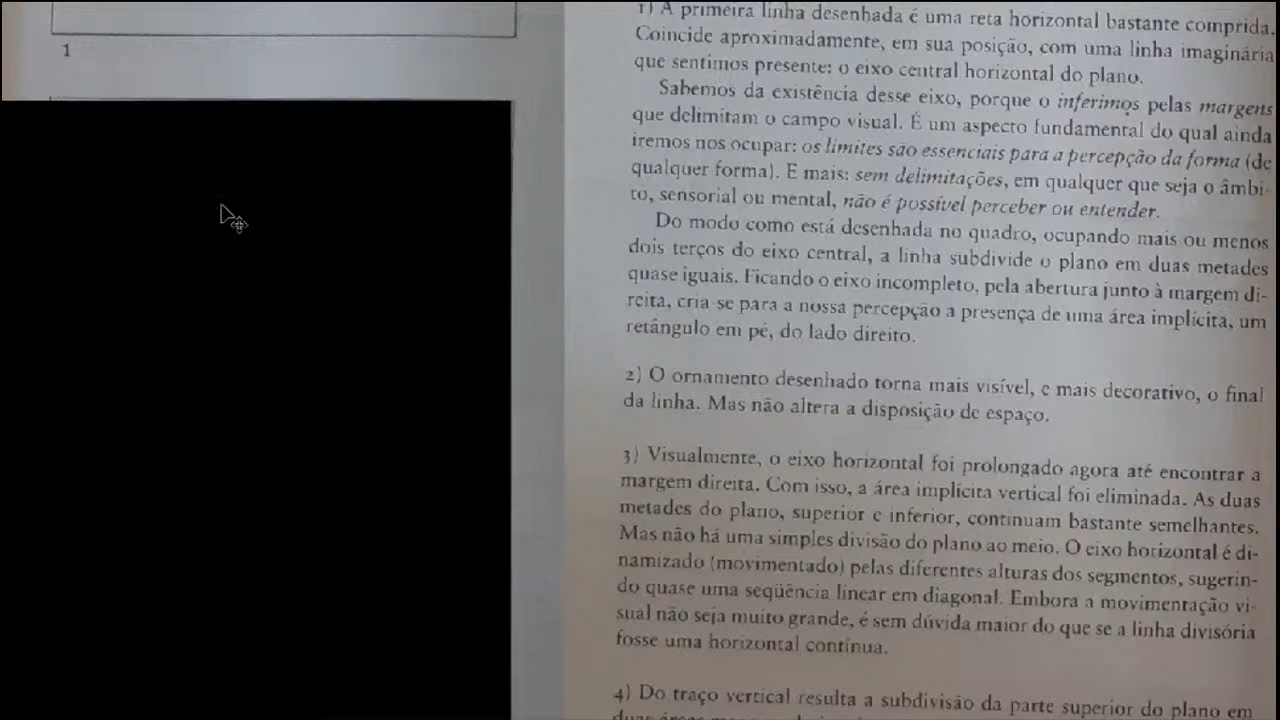 1
1) A primeira linha desenhada é uma reta horizontal bastante comprida.
Coincide aproximadamente, em sua posição, com uma linha imaginária
que sentimos presente: o eixo central horizontal do plano.
Sabemos da existência desse eixo, porque o inferimos pelas margens
que delimitam o campo visual. É um aspecto fundamental do qual ainda
iremos nos ocupar: os limites são essenciais para a percepção da forma (de
qualquer forma). E mais: sem delimitações, em qualquer que seja o âmbi-
to, sensorial ou mental, não é possível perceber ou entender.
Do modo como está desenhada no quadro, ocupando mais ou menos
dois terços do eixo central, a linha subdivide o plano em duas metades
quase iguais. Ficando o eixo incompleto, pela abertura junto à margem di-
reita, cria-se para a nossa percepção a presença de uma área implícita, um
retângulo em pé, do lado direito.
2) O ornamento desenhado torna mais visível, e mais decorativo, o final
da linha. Mas não altera a disposição de espaço.
3) Visualmente, o eixo horizontal foi prolongado agora até encontrar a
margem direita. Com isso, a área implícita vertical foi eliminada. As duas
metades do plano, superior e inferior, continuam bastante semelhantes.
Mas não há uma simples divisão do plano ao meio. O eixo horizontal é di-
namizado (movimentado) pelas diferentes alturas dos segmentos, sugerin-
do quase uma seqüência linear em diagonal. Embora a movimentação vi-
sual não seja muito grande, é sem dúvida maior do que se a linha divisória
fosse uma horizontal contínua.
4) Do traço vertical resulta a subdivisão da parte superior do plano em